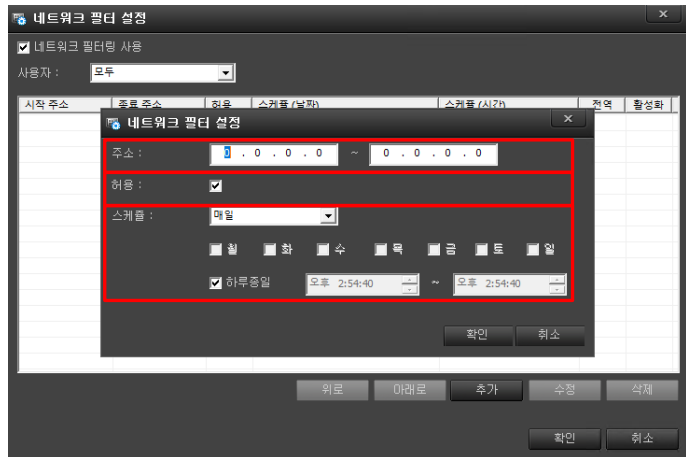 네트워크 필터 설정
네트워크 필터링 사용
사용자 : 모두
시작 주소 종료 주소 허용 스케쥴 (날짜) 스케쥴 (시간) 전역 활성화
네트워크 필터 설정
주소 : 0 . 0 . 0 . 0 ~ 0 . 0 . 0 . 0
허용 :
스케쥴 : 매일
월 화 수 목 금 토 일
하루종일 오후 2:54:40 ~ 오후 2:54:40
확인 취소
위로 아래로 추가 수정 삭제
확인 취소